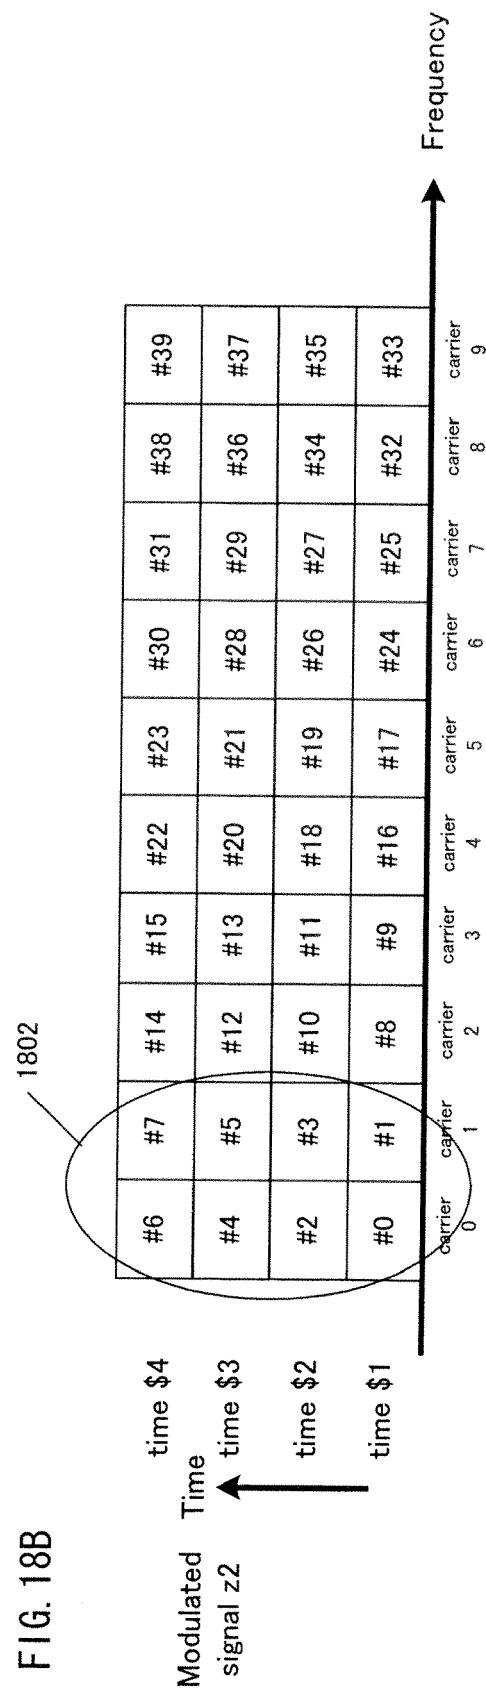 FIG. 18B
Modulated
signal z2
Time
1802
time $4
#6 #7 #14 #15 #22 #23 #30 #31 #38 #39
time $3
#4 #5 #12 #13 #20 #21 #28 #29 #36 #37
time $2
#2 #3 #10 #11 #18 #19 #26 #27 #34 #35
time $1
#0 #1 #8 #9 #16 #17 #24 #25 #32 #33
carrier carrier carrier carrier carrier carrier carrier carrier carrier carrier
0 1 2 3 4 5 6 7 8 9
Frequency